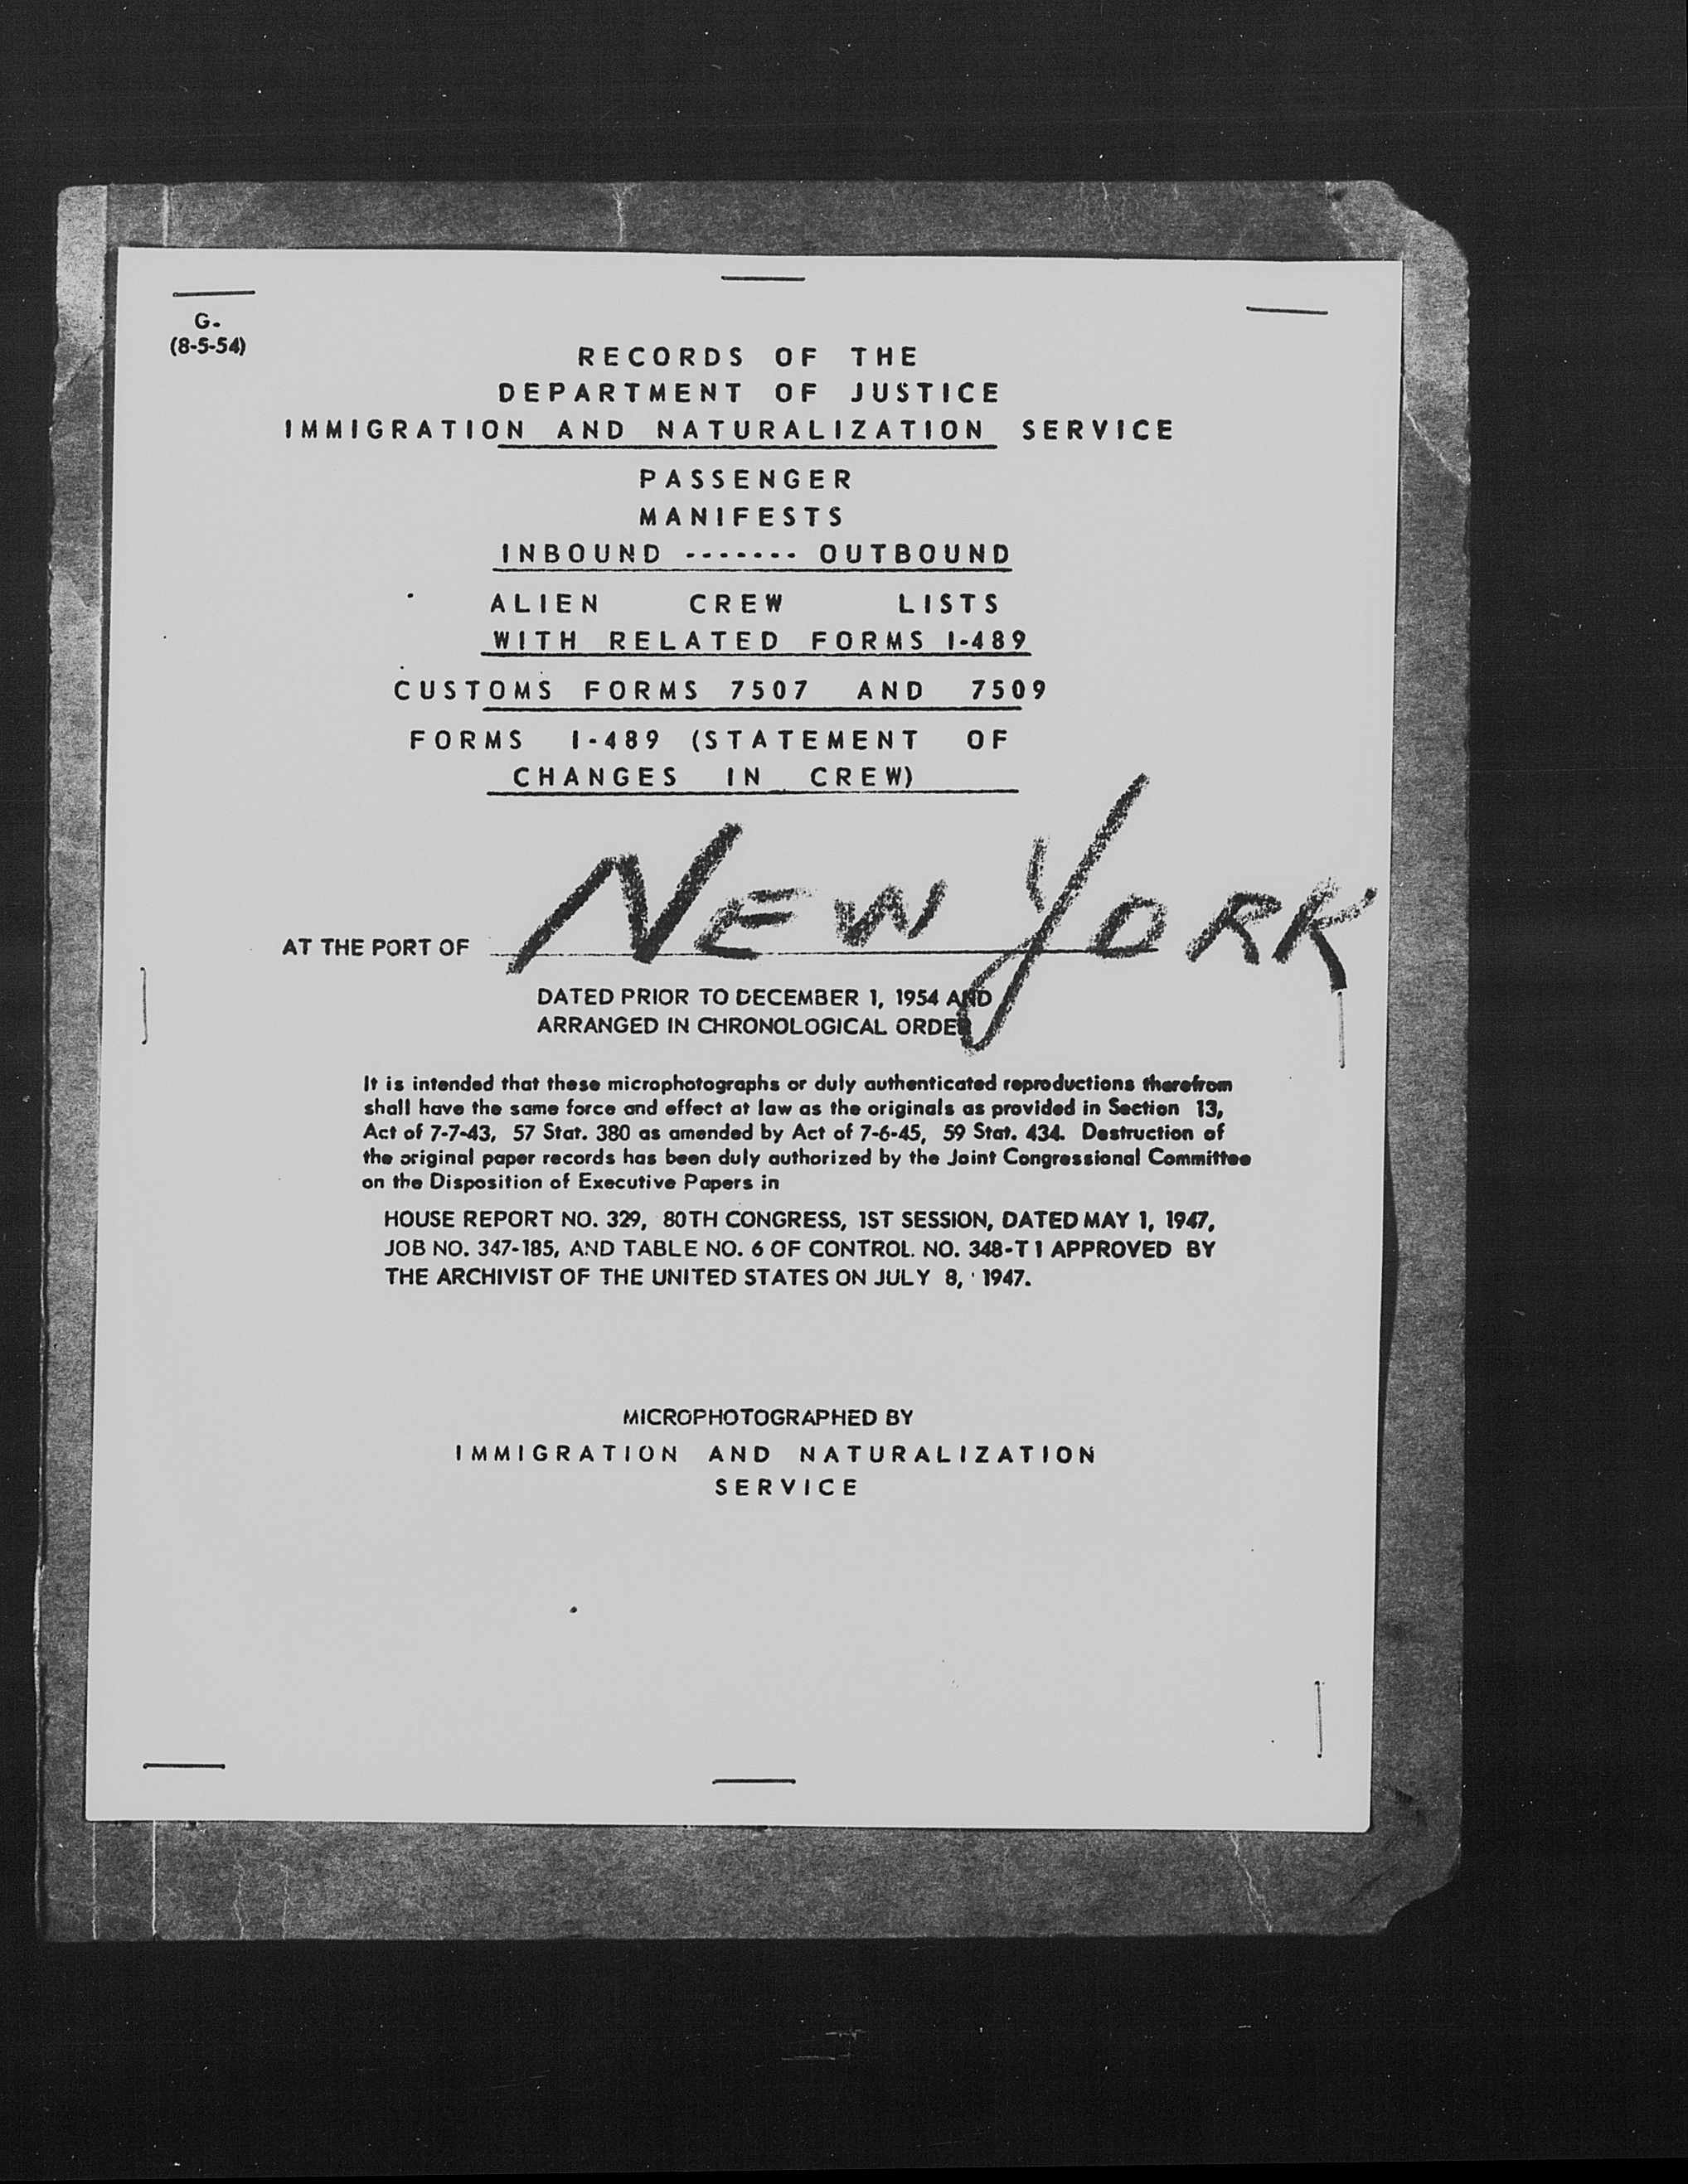 G.
(8-5-54)
RECORDS OF THE
DEPARTMENT OF JUSTICE
IMMIGRATION AND NATURALIZATION SERVICE
PASSENGER
MANIFESTS
INBOUND ------- OUTBOUND
ALIEN CREW LISTS
WITH RELATED FORMS I-489
CUSTOMS FORMS 7507 AND 7509
FORMS I-489 (STATEMENT OF
CHANGES IN CREW)
AT THE PORT OF NEW YORK
DATED PRIOR TO DECEMBER 1, 1954 AND
ARRANGED IN CHRONOLOGICAL ORDER
It is intended that these microphotographs or duly authenticated reproductions therefrom
shall have the same force and effect at law as the originals as provided in Section 13,
Act of 7-7-43, 57 Stat. 380 as amended by Act of 7-6-45, 59 Stat. 434. Destruction of
the original paper records has been duly authorized by the Joint Congressional Committee
on the Disposition of Executive Papers in
HOUSE REPORT NO. 329, 80TH CONGRESS, 1ST SESSION, DATED MAY 1, 1947,
JOB NO. 347-185, AND TABLE NO. 6 OF CONTROL. NO. 348-T1 APPROVED BY
THE ARCHIVIST OF THE UNITED STATES ON JULY 8, 1947.
MICROPHOTOGRAPHED BY
IMMIGRATION AND NATURALIZATION
SERVICE